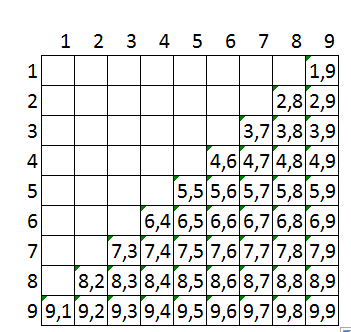 1 2 3 4 5 6 7 8 9
1 1,9
2 2,8 2,9
3 3,7 3,8 3,9
4 4,6 4,7 4,8 4,9
5 5,5 5,6 5,7 5,8 5,9
6 6,4 6,5 6,6 6,7 6,8 6,9
7 7,3 7,4 7,5 7,6 7,7 7,8 7,9
8 8,2 8,3 8,4 8,5 8,6 8,7 8,8 8,9
9 9,1 9,2 9,3 9,4 9,5 9,6 9,7 9,8 9,9